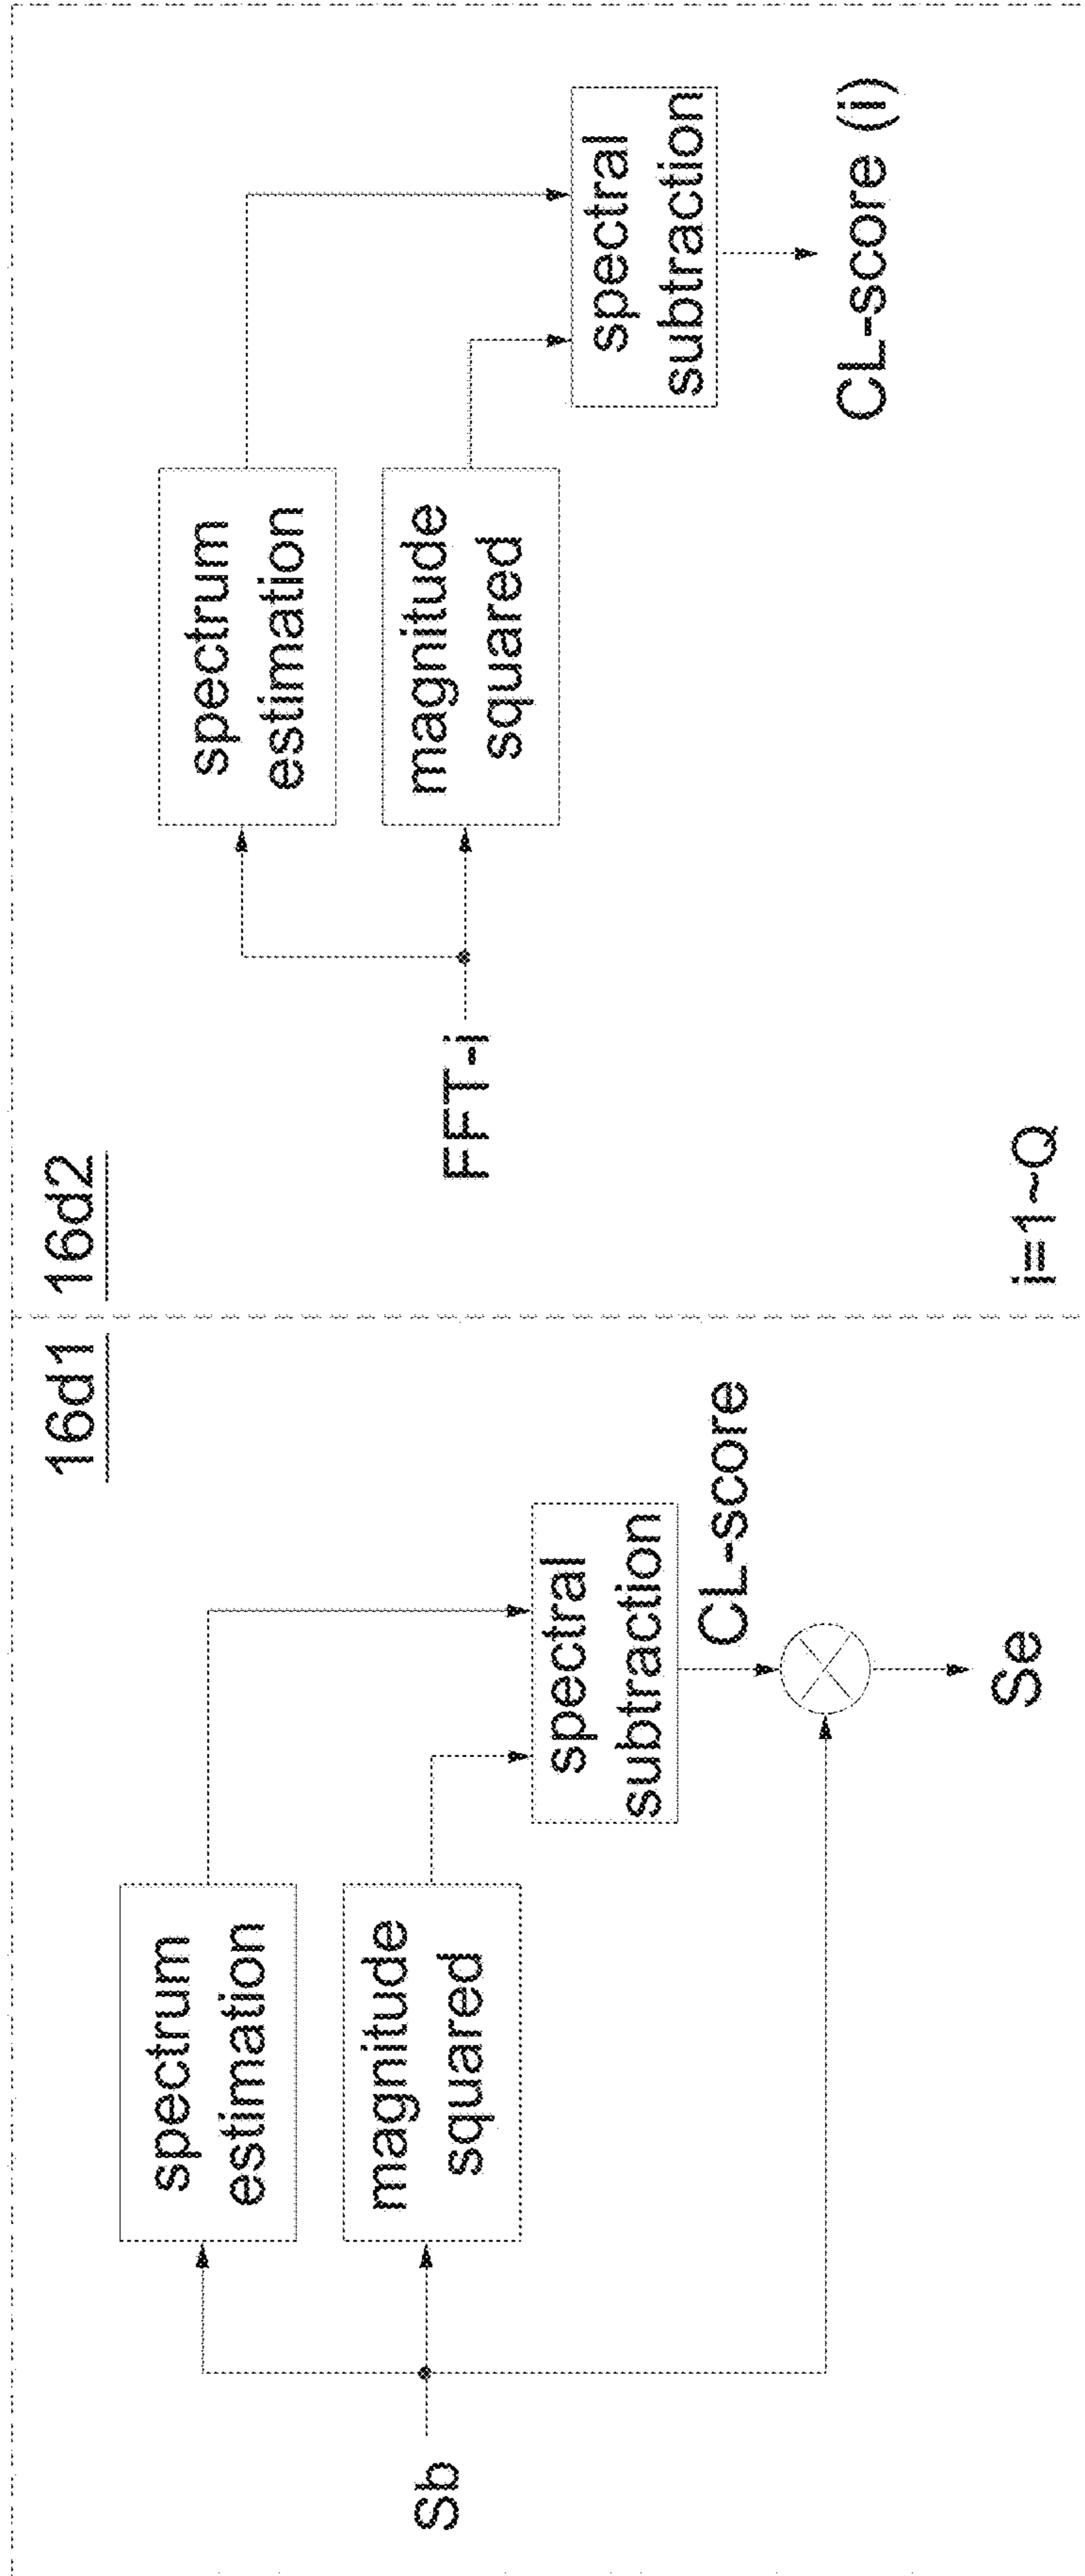 16d1
spectrum
estimation
magnitude
squared
Sb
spectral
subtraction
CL-score
Se
16d2
spectrum
estimation
magnitude
squared
FFT-i
spectral
subtraction
CL-score (i)
i=1~Q